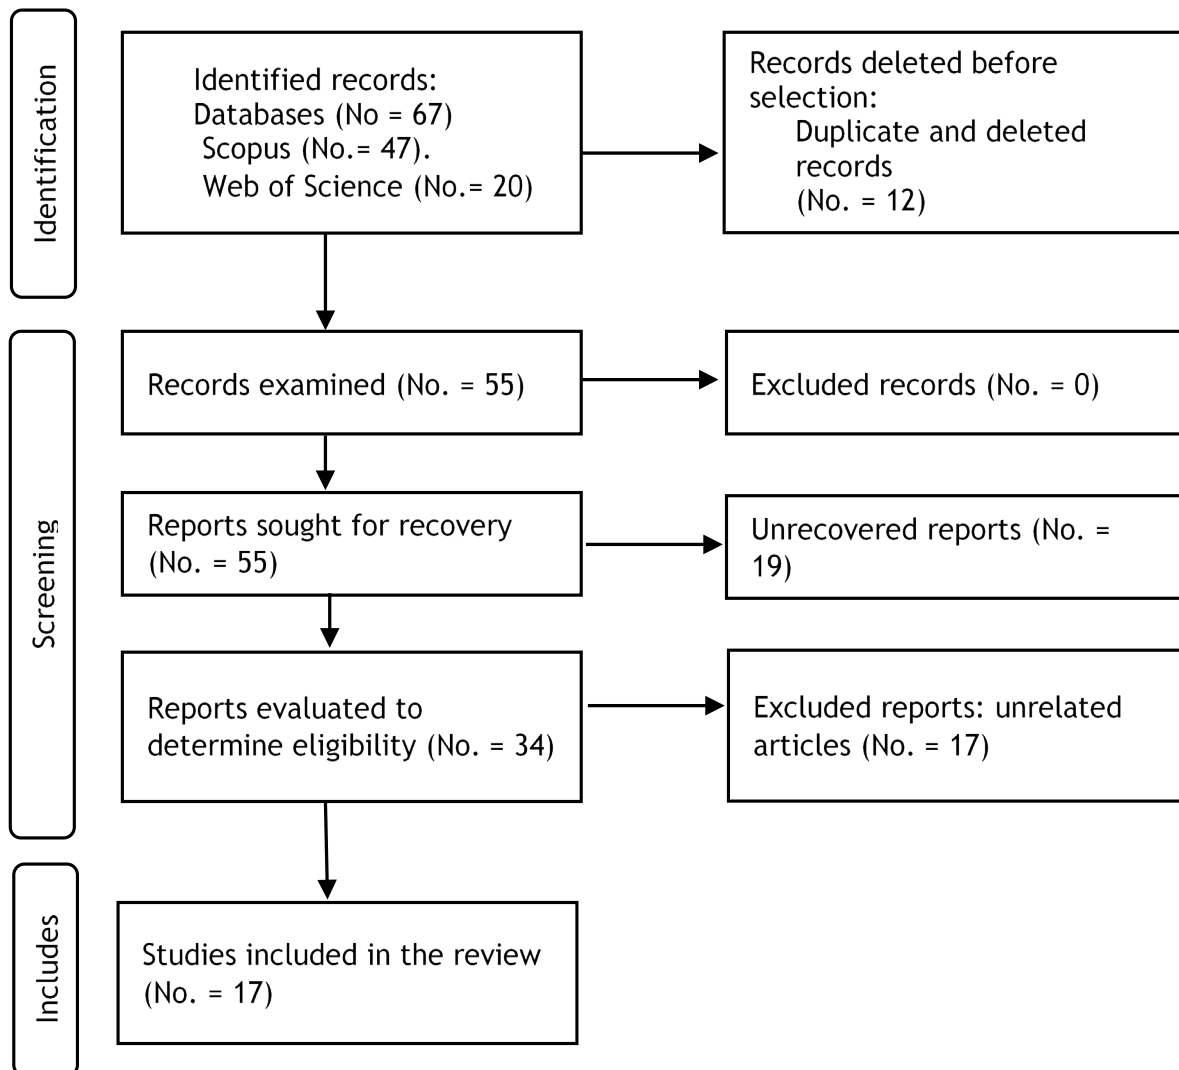 Identification
Identified records:
Databases (No = 67)
Scopus (No.= 47).
Web of Science (No.= 20)
Records deleted before
selection:
Duplicate and deleted
records
(No. = 12)
Screening
Records examined (No. = 55)
Excluded records (No. = 0)
Reports sought for recovery
(No. = 55)
Unrecovered reports (No. =
19)
Reports evaluated to
determine eligibility (No. = 34)
Excluded reports: unrelated
articles (No. = 17)
Includes
Studies included in the review
(No. = 17)